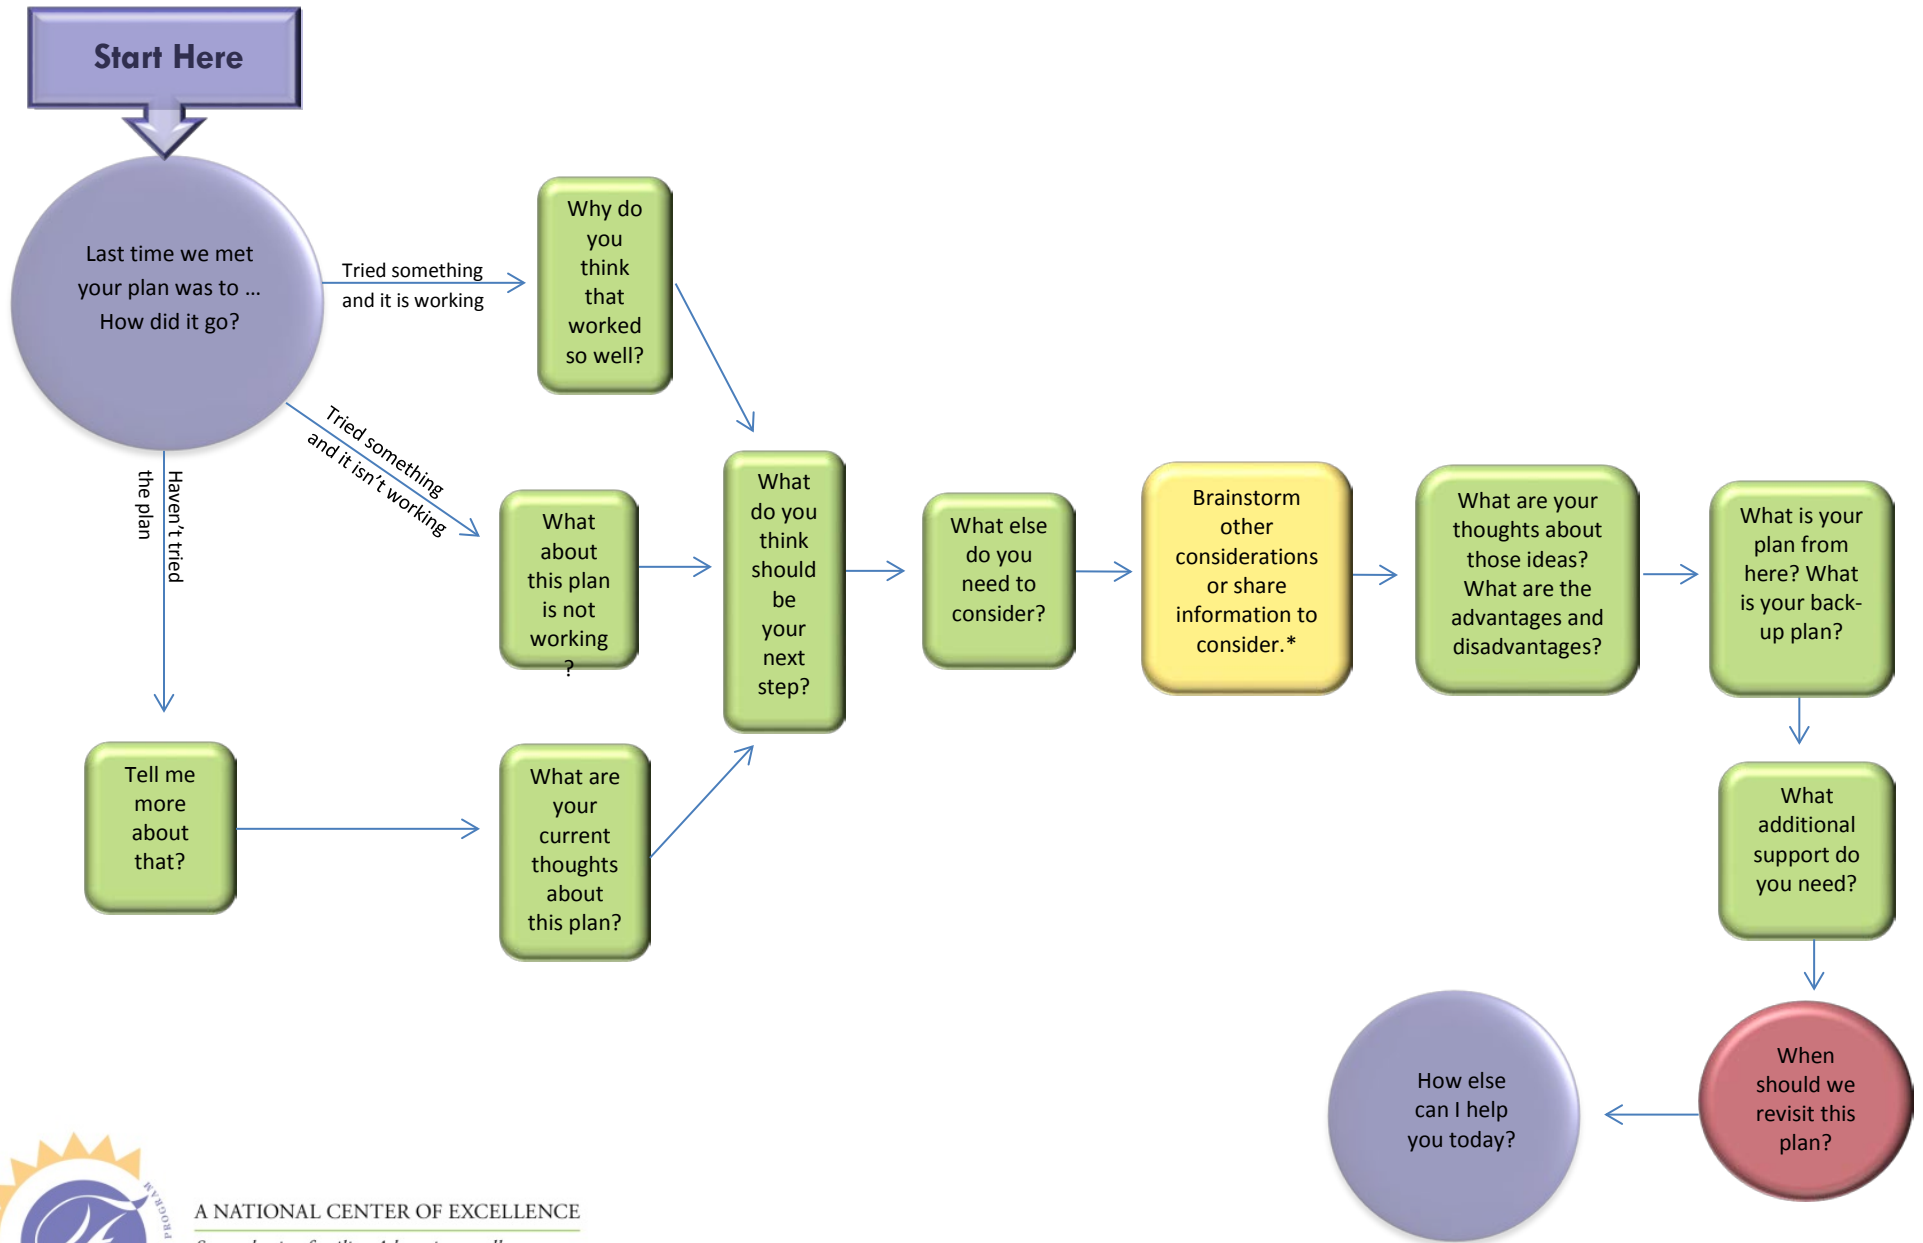 Start Here
Last time we met
your plan was to ...
How did it go?
Tried something
and it is working
Why do
you
think
that
worked
so well?
Tried something
and it isn't working
Haven't tried
the plan
What
about
this plan
is not
working
?
Tell me
more
about
that?
What are
your
current
thoughts
about
this plan?
What
do you
think
should
be
your
next
step?
What else
do you
need to
consider?
Brainstorm
other
considerations
or share
information to
consider.*
What are your
thoughts about
those ideas?
What are the
advantages and
disadvantages?
What is your
plan from
here? What
is your back-
up plan?
What
additional
support do
you need?
When
should we
revisit this
plan?
How else
can I help
you today?
PROGRAM
A NATIONAL CENTER OF EXCELLENCE